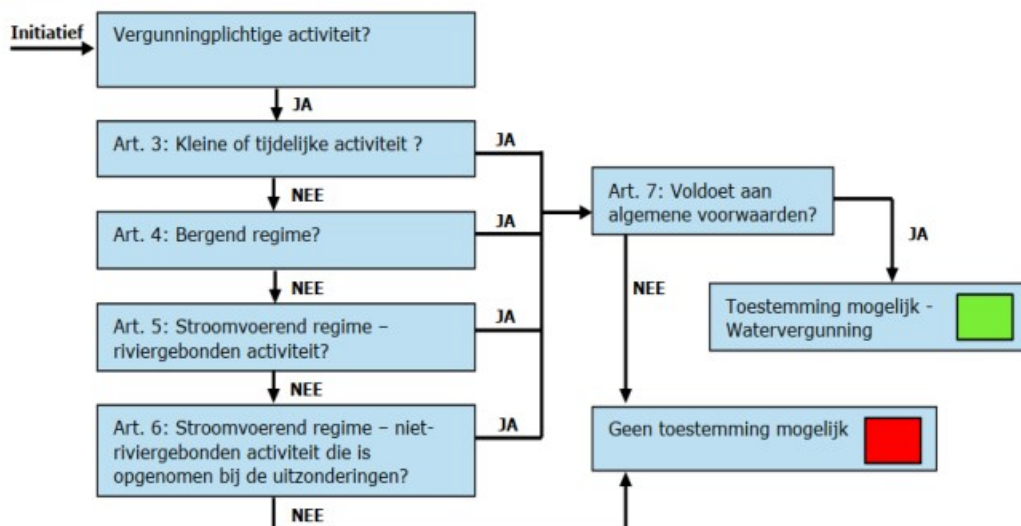 Initiatief
Vergunningplichtige activiteit?
JA
Art. 3: Kleine of tijdelijke activiteit ?
JA
NEE
Art. 4: Bergend regime?
JA
NEE
Art. 5: Stroomvoerend regime –
riviergebonden activiteit?
JA
NEE
Art. 6: Stroomvoerend regime – niet-
riviergebonden activiteit die is
opgenomen bij de uitzonderingen?
JA
NEE
Art. 7: Voldoet aan
algemene voorwaarden?
JA
NEE
Toestemming mogelijk -
Watervergunning
Geen toestemming mogelijk